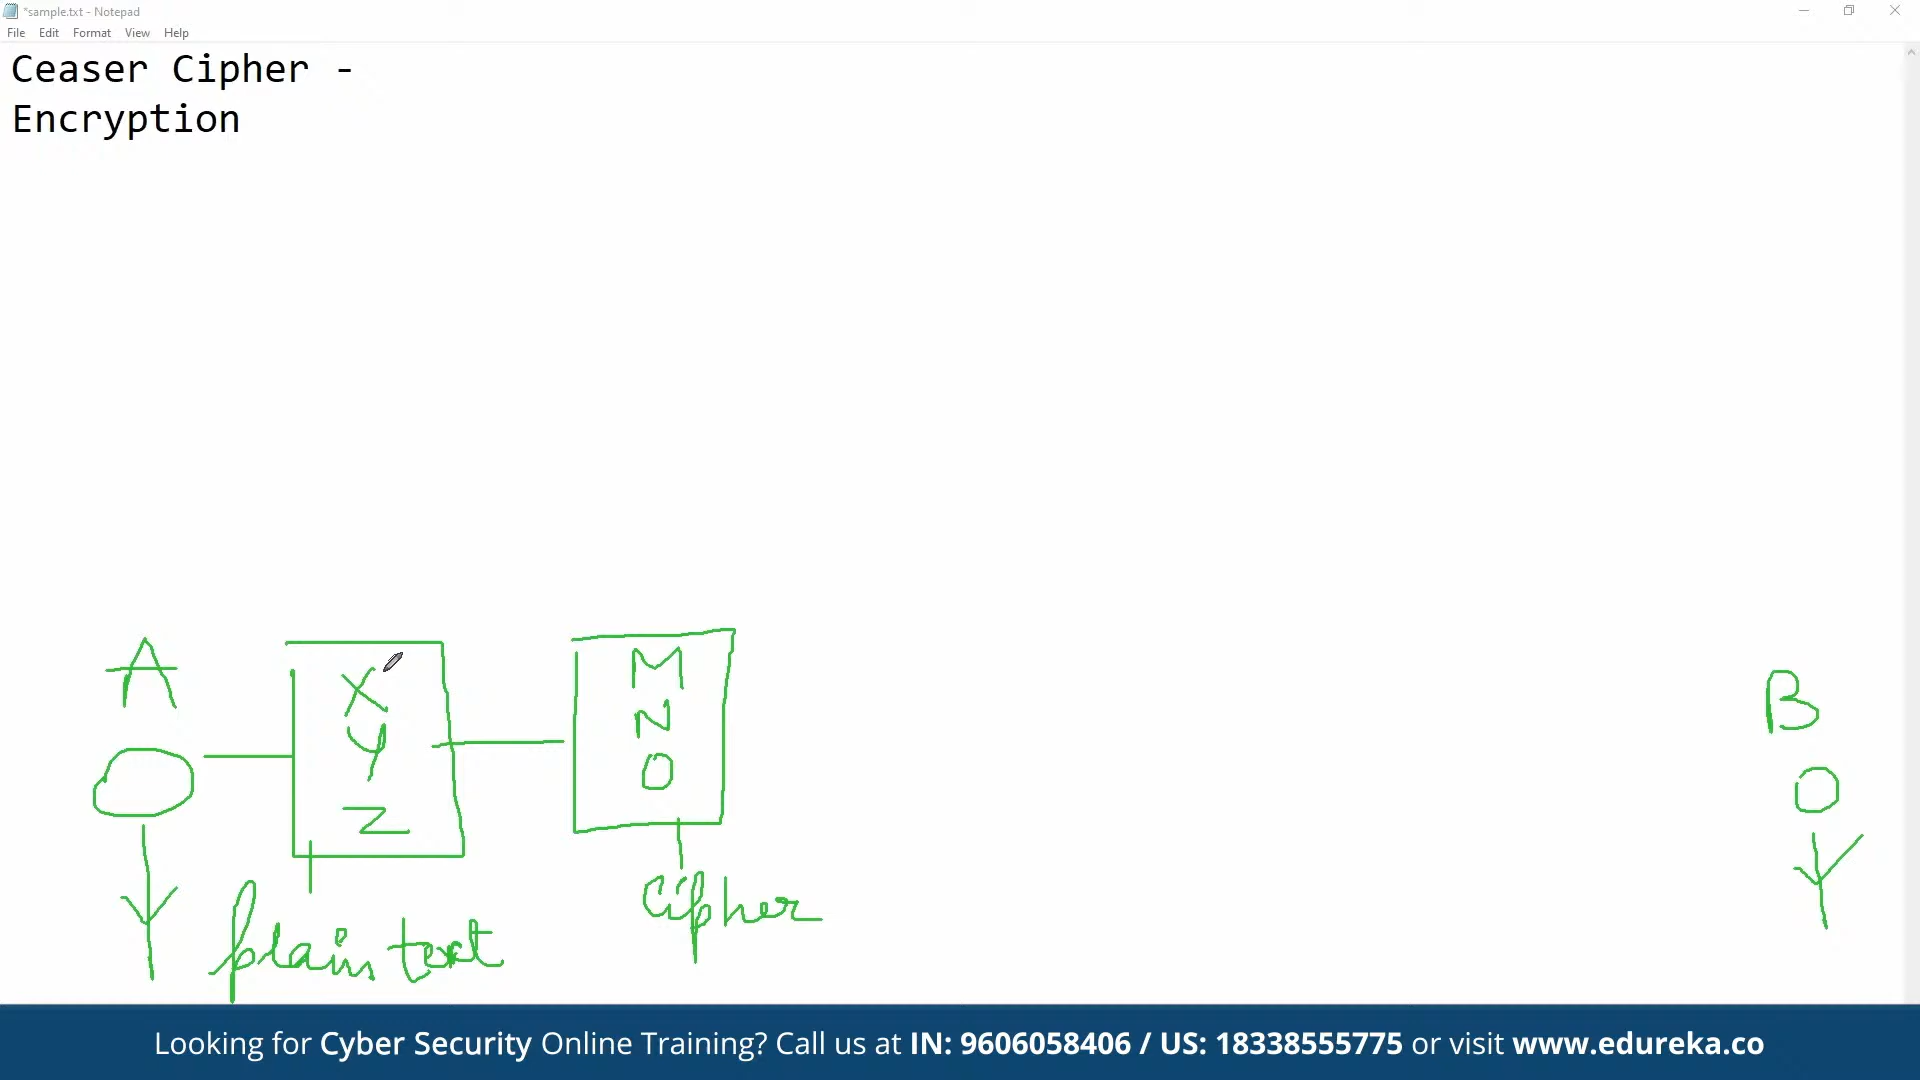 *sample.txt - Notepad
File Edit Format View Help
Ceaser Cipher -
Encryption
A
X
Y
Z
plain text
M
N
O
Cipher
B
Looking for Cyber Security Online Training? Call us at IN: 9606058406 / US: 18338555775 or visit www.edureka.co